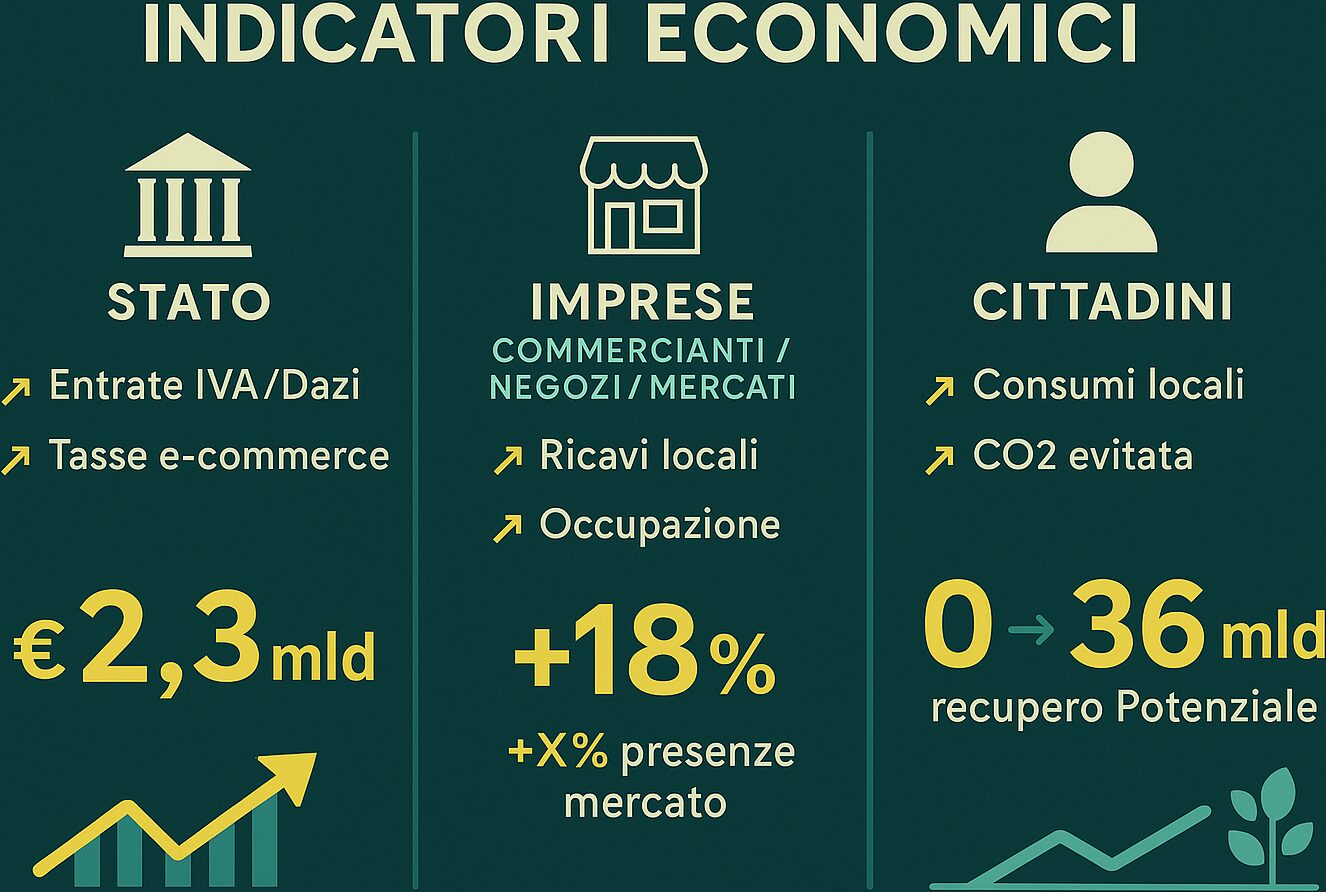 INDICATORI ECONOMICI
STATO
↗ Entrate IVA/Dazi
↗ Tasse e-commerce
€2,3 mld
IMPRESE
COMMERCIANTI /
NEGOZI/MERCATI
↗ Ricavi locali
↗ Occupazione
+18%
+X% presenze
mercato
CITTADINI
↗ Consumi locali
↗ CO2 evitata
0 → 36 mld
recupero Potenziale